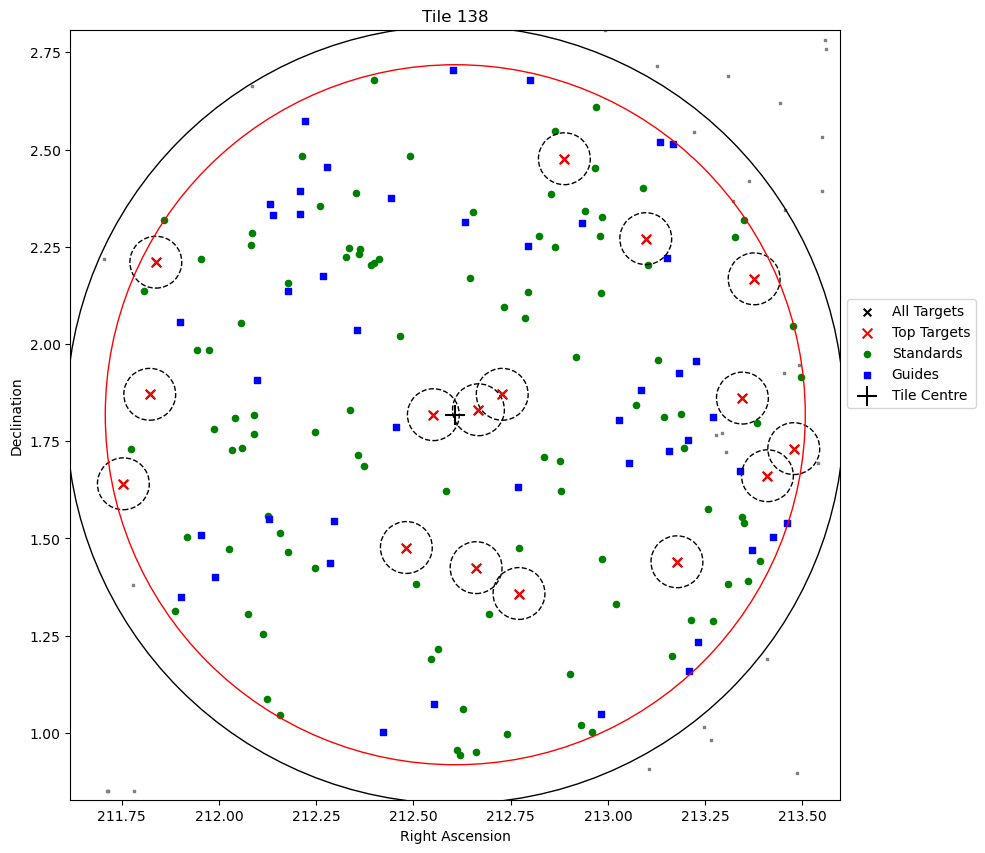 Tile 138
2.75
2.50
2.25
2.00
1.75
1.50
1.25
1.00
Declination
211.75 212.00 212.25 212.50 212.75 213.00 213.25 213.50
Right Ascension
All Targets
Top Targets
Standards
Guides
Tile Centre